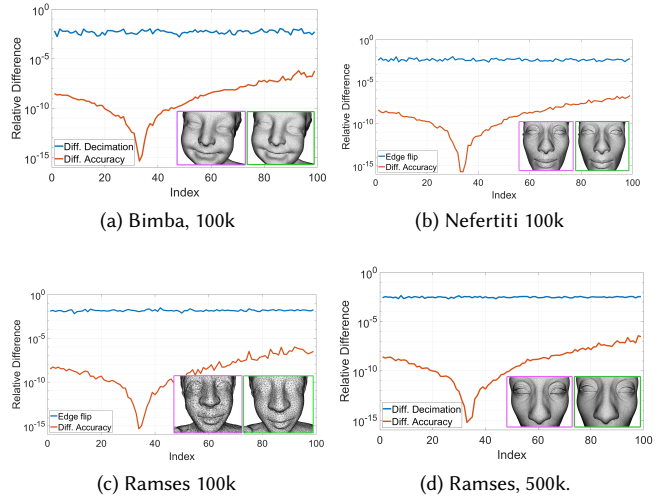 10^0
10^-5
10^-10
10^-15
Relative Difference
Diff. Decimation
Diff. Accuracy
0 20 40 60 80 100
Index
(a) Bimba, 100k
10^0
10^-5
10^-10
10^-15
Relative Difference
Edge flip
Diff. Accuracy
0 20 40 60 80 100
Index
(b) Nefertiti 100k
10^0
10^-5
10^-10
10^-15
Relative Difference
Edge flip
Diff. Accuracy
0 20 40 60 80 100
Index
(c) Ramses 100k
10^0
10^-5
10^-10
10^-15
Relative Difference
Diff. Decimation
Diff. Accuracy
0 20 40 60 80 100
Index
(d) Ramses, 500k.